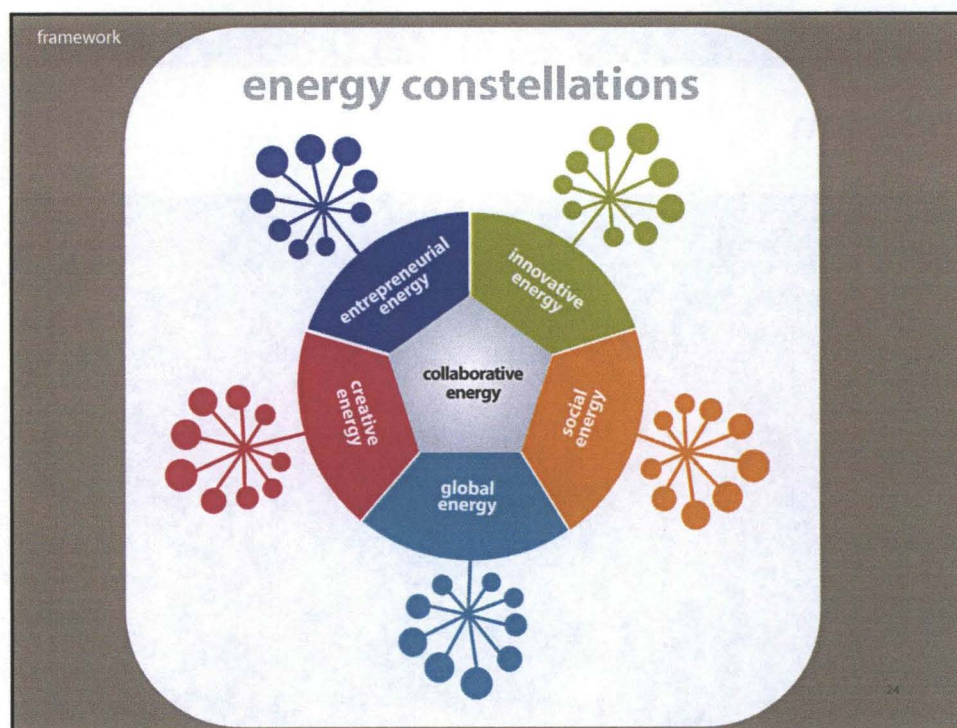 framework
energy constellations
entrepreneurial
energy
innovative
energy
creative
energy
collaborative
energy
social
energy
global
energy
24